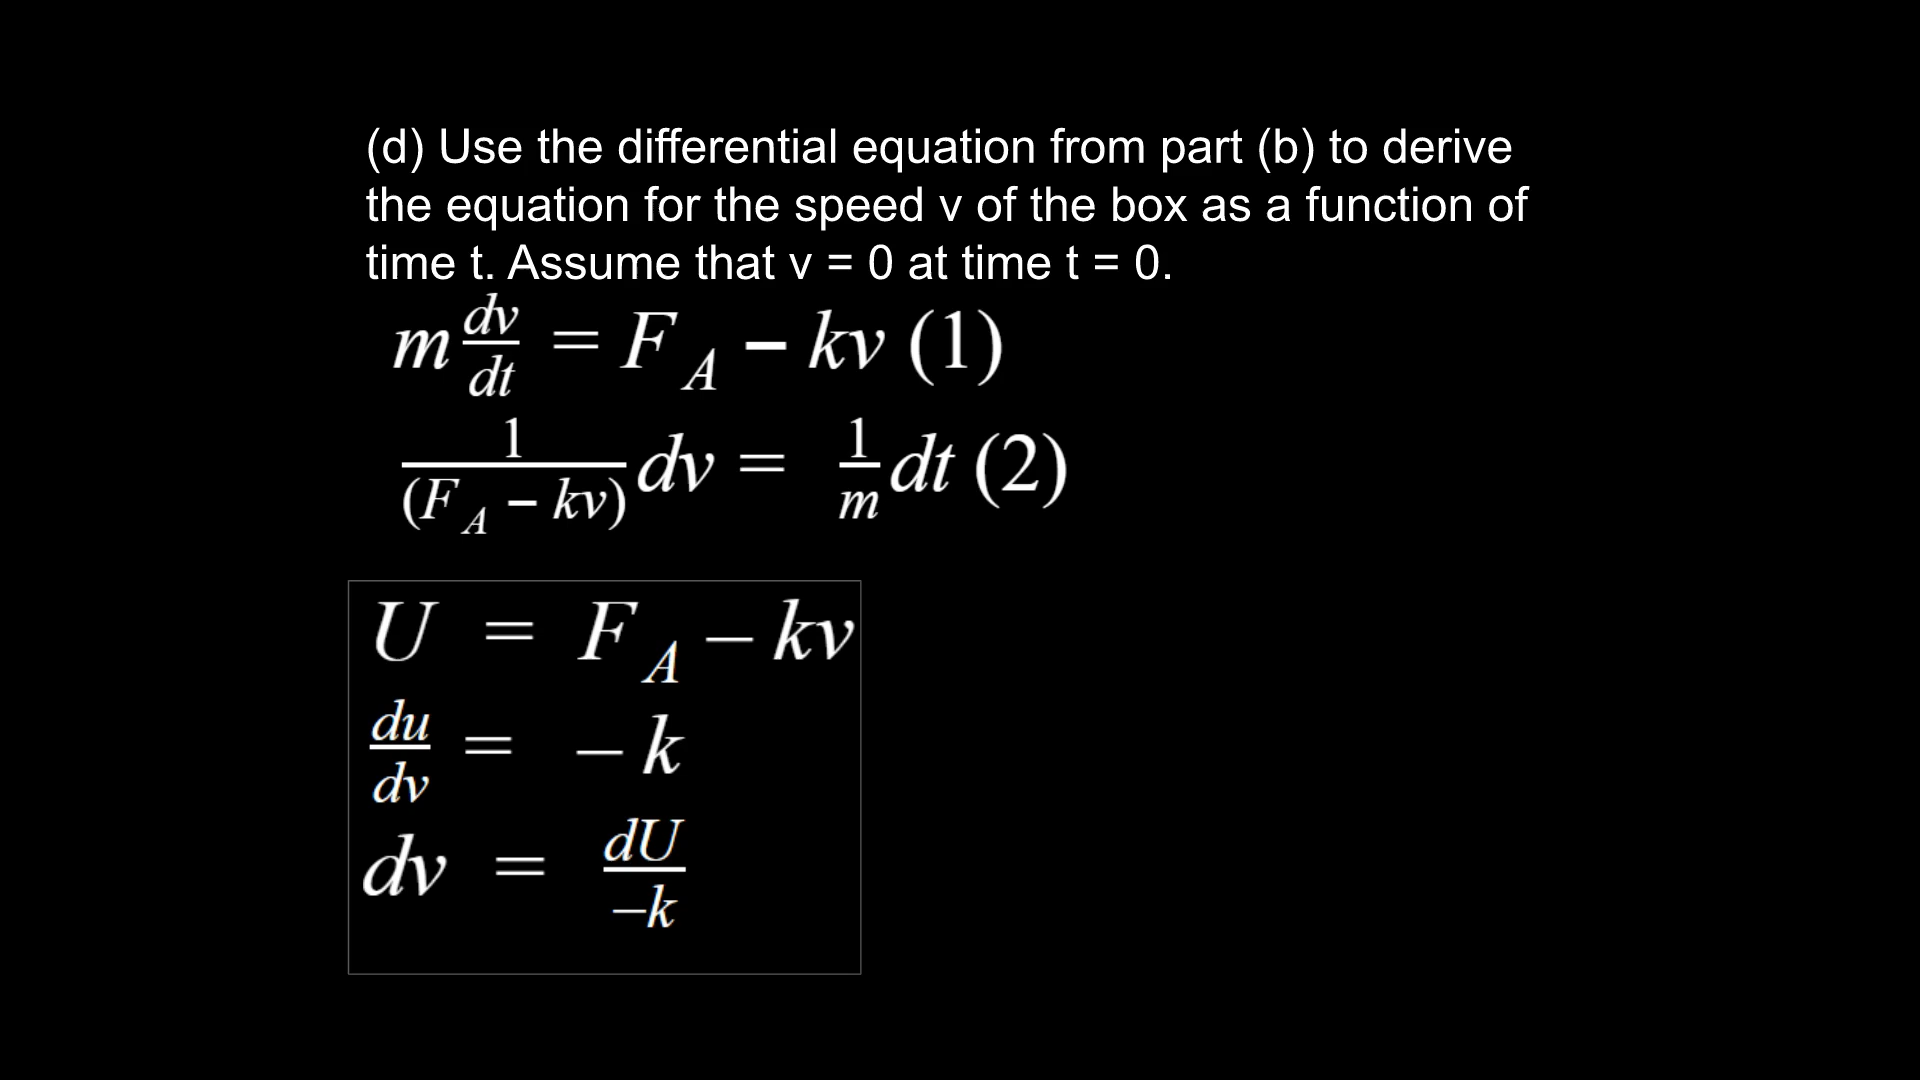 (d) Use the differential equation from part (b) to derive
the equation for the speed v of the box as a function of
time t. Assume that v = 0 at time t = 0.
m dv/dt = F_A – kv (1)
1/(F_A – kv) dv = 1/m dt (2)
U = F_A – kv
du/dv = – k
dv = dU/–k